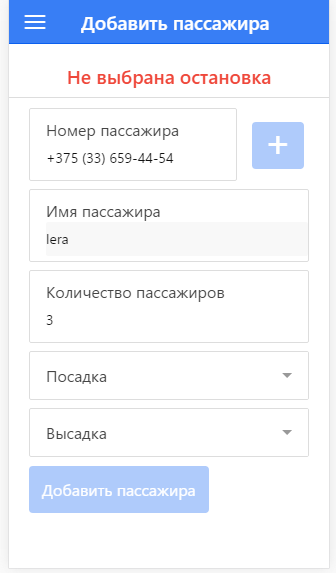 Добавить пассажира
Не выбрана остановка
Номер пассажира
+375 (33) 659-44-54
+
Имя пассажира
lera
Количество пассажиров
3
Посадка
Высадка
Добавить пассажира